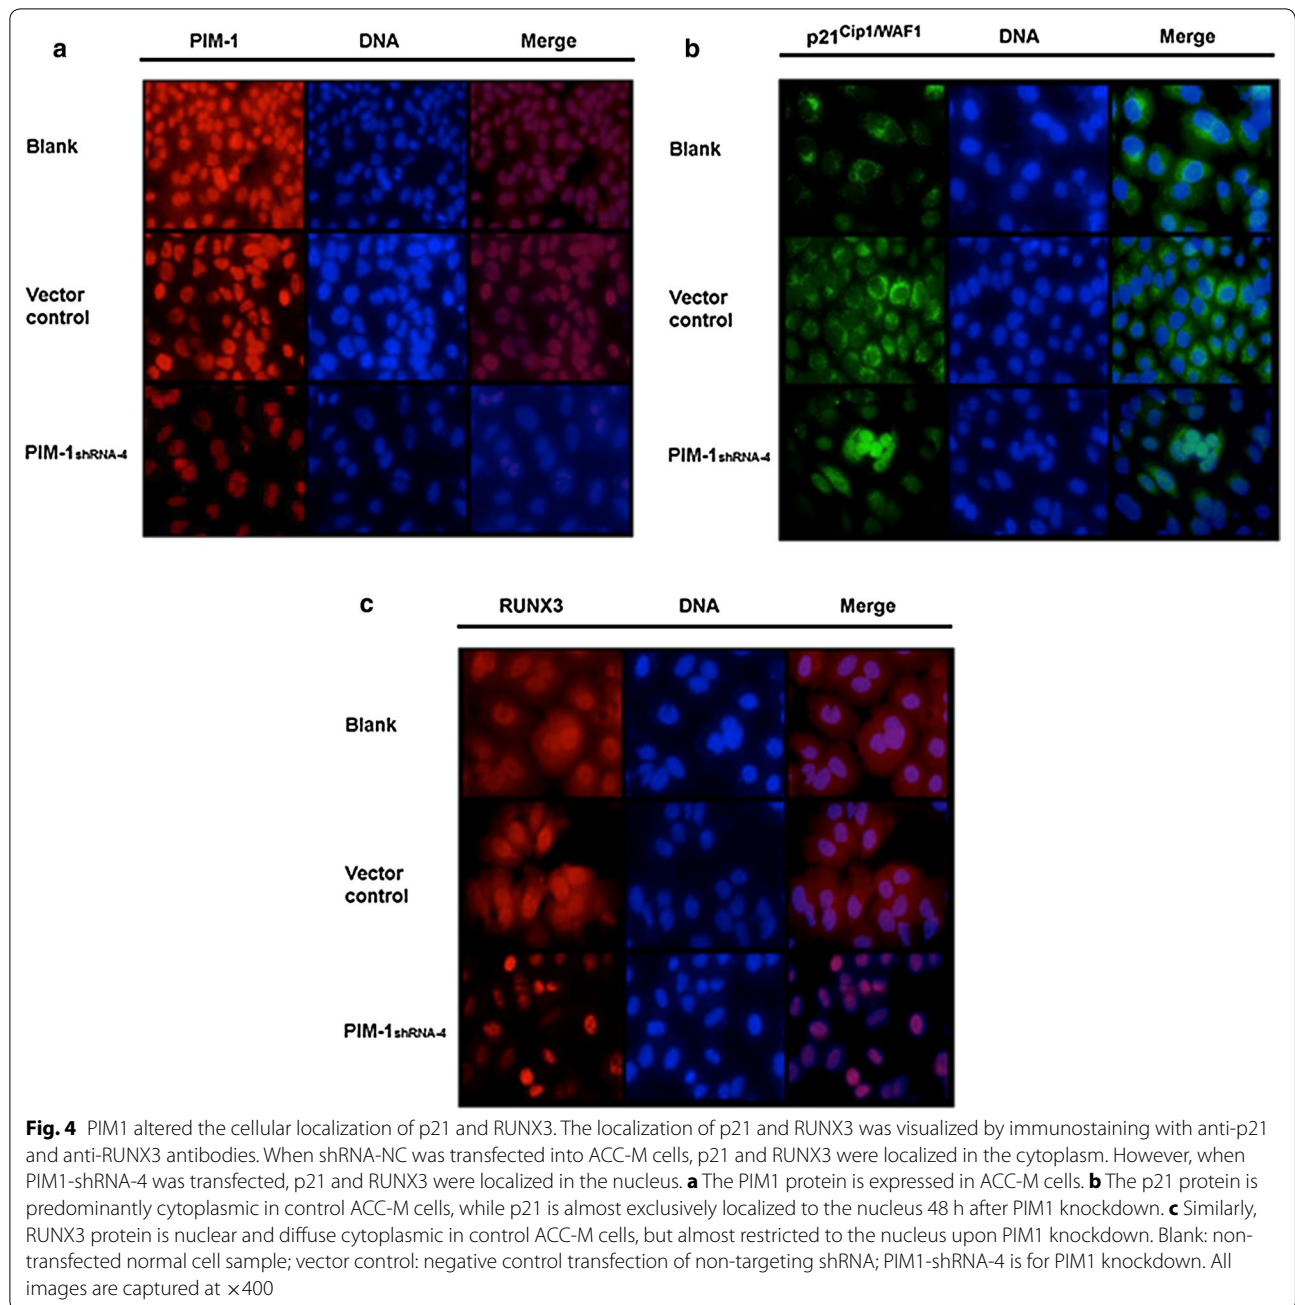 a
PIM-1 DNA Merge
Blank
Vector
control
PIM-1shRNA-4
b
p21Cip1/WAF1 DNA Merge
Blank
Vector
control
PIM-1shRNA-4
c
RUNX3 DNA Merge
Blank
Vector
control
PIM-1shRNA-4
Fig. 4 PIM1 altered the cellular localization of p21 and RUNX3. The localization of p21 and RUNX3 was visualized by immunostaining with anti-p21
and anti-RUNX3 antibodies. When shRNA-NC was transfected into ACC-M cells, p21 and RUNX3 were localized in the cytoplasm. However, when
PIM1-shRNA-4 was transfected, p21 and RUNX3 were localized in the nucleus. a The PIM1 protein is expressed in ACC-M cells. b The p21 protein is
predominantly cytoplasmic in control ACC-M cells, while p21 is almost exclusively localized to the nucleus 48 h after PIM1 knockdown. c Similarly,
RUNX3 protein is nuclear and diffuse cytoplasmic in control ACC-M cells, but almost restricted to the nucleus upon PIM1 knockdown. Blank: non-
transfected normal cell sample; vector control: negative control transfection of non-targeting shRNA; PIM1-shRNA-4 is for PIM1 knockdown. All
images are captured at ×400